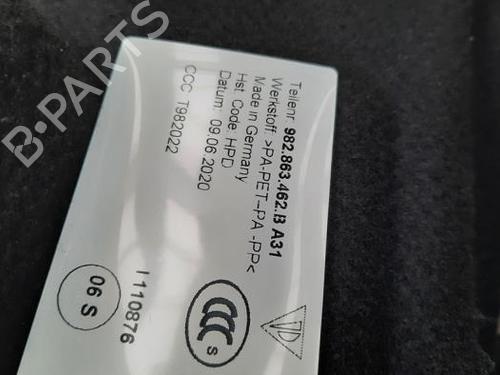 B-PARTS
Teilenr. 982.863.462.B A31
Werkstoff: >PA-PET-PA-PP<
Made in Germany
Hst. Code: HPD
Datum: 09.06.2020
CCC T982022
I 110876
06 S
CCC S